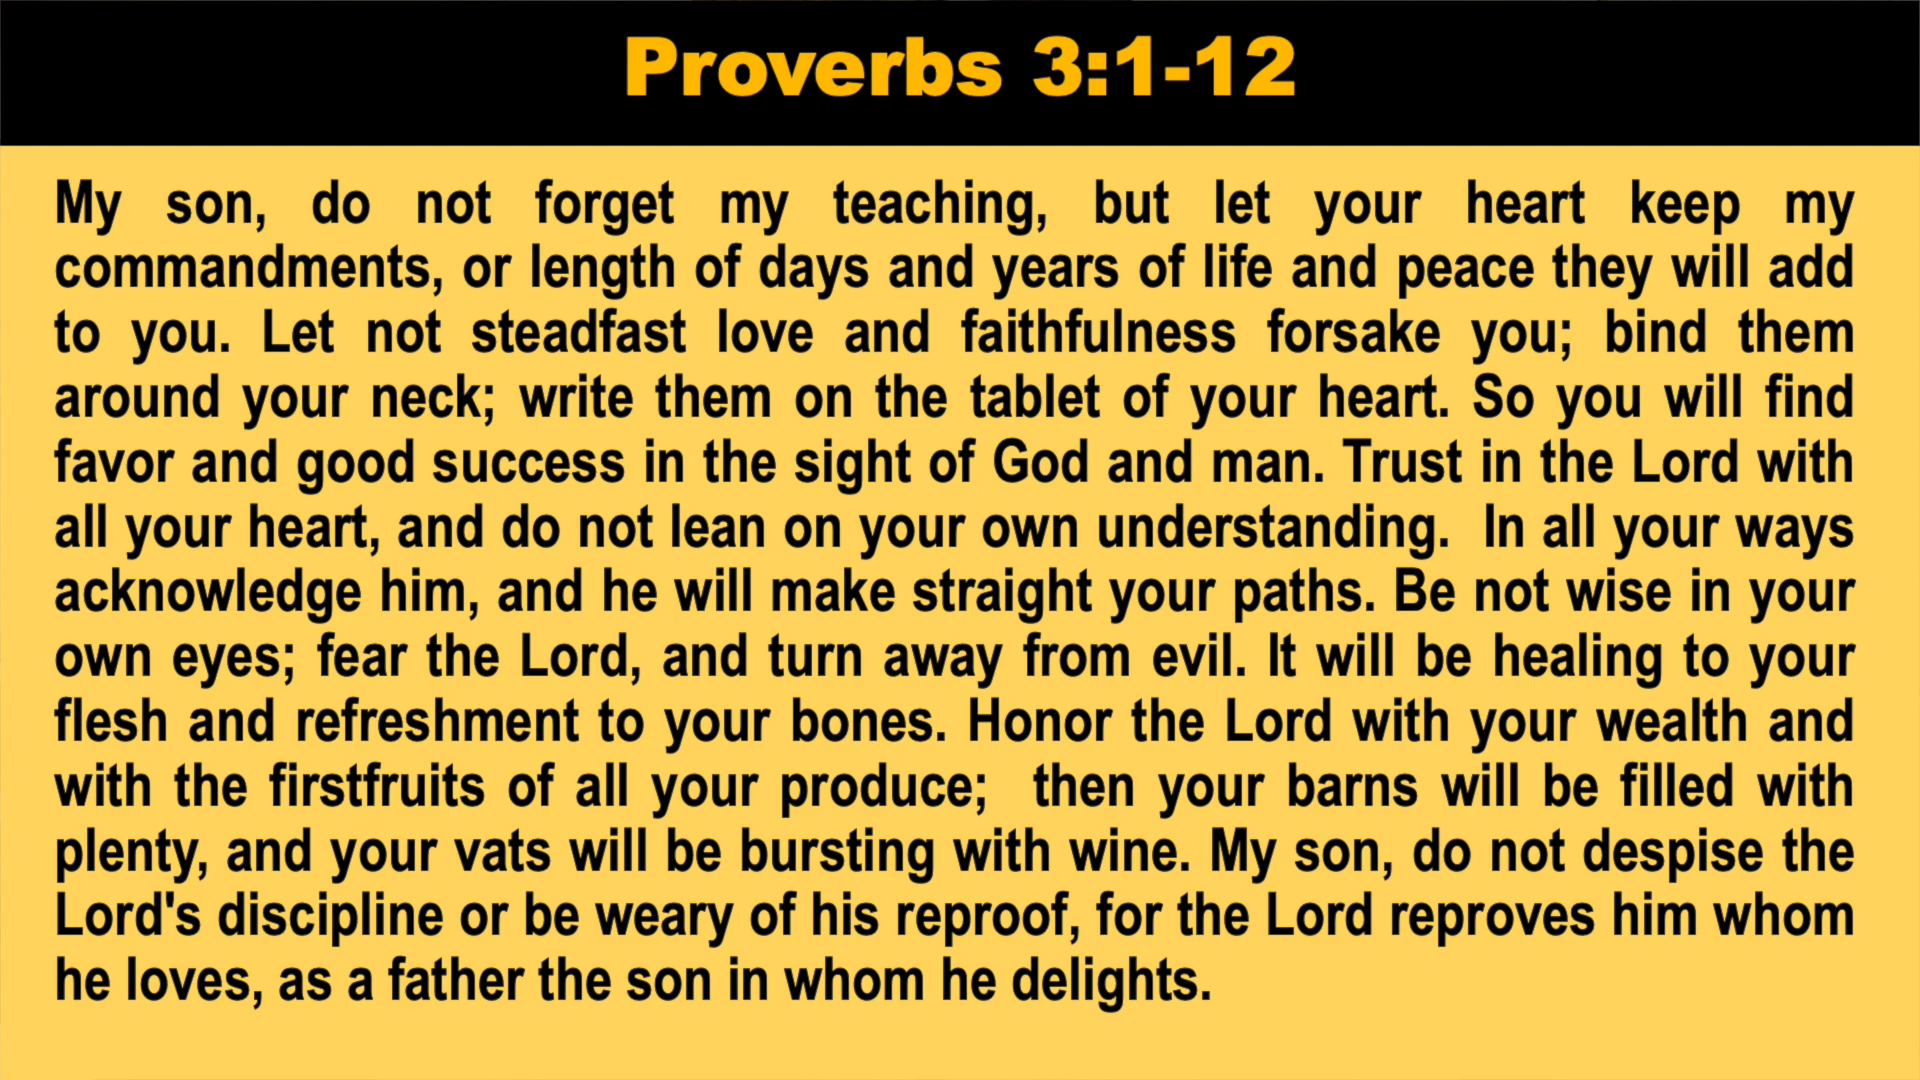 Proverbs 3:1-12
My son, do not forget my teaching, but let your heart keep my
commandments, or length of days and years of life and peace they will add
to you. Let not steadfast love and faithfulness forsake you; bind them
around your neck; write them on the tablet of your heart. So you will find
favor and good success in the sight of God and man. Trust in the Lord with
all your heart, and do not lean on your own understanding.  In all your ways
acknowledge him, and he will make straight your paths. Be not wise in your
own eyes; fear the Lord, and turn away from evil. It will be healing to your
flesh and refreshment to your bones. Honor the Lord with your wealth and
with the firstfruits of all your produce;  then your barns will be filled with
plenty, and your vats will be bursting with wine. My son, do not despise the
Lord's discipline or be weary of his reproof, for the Lord reproves him whom
he loves, as a father the son in whom he delights.